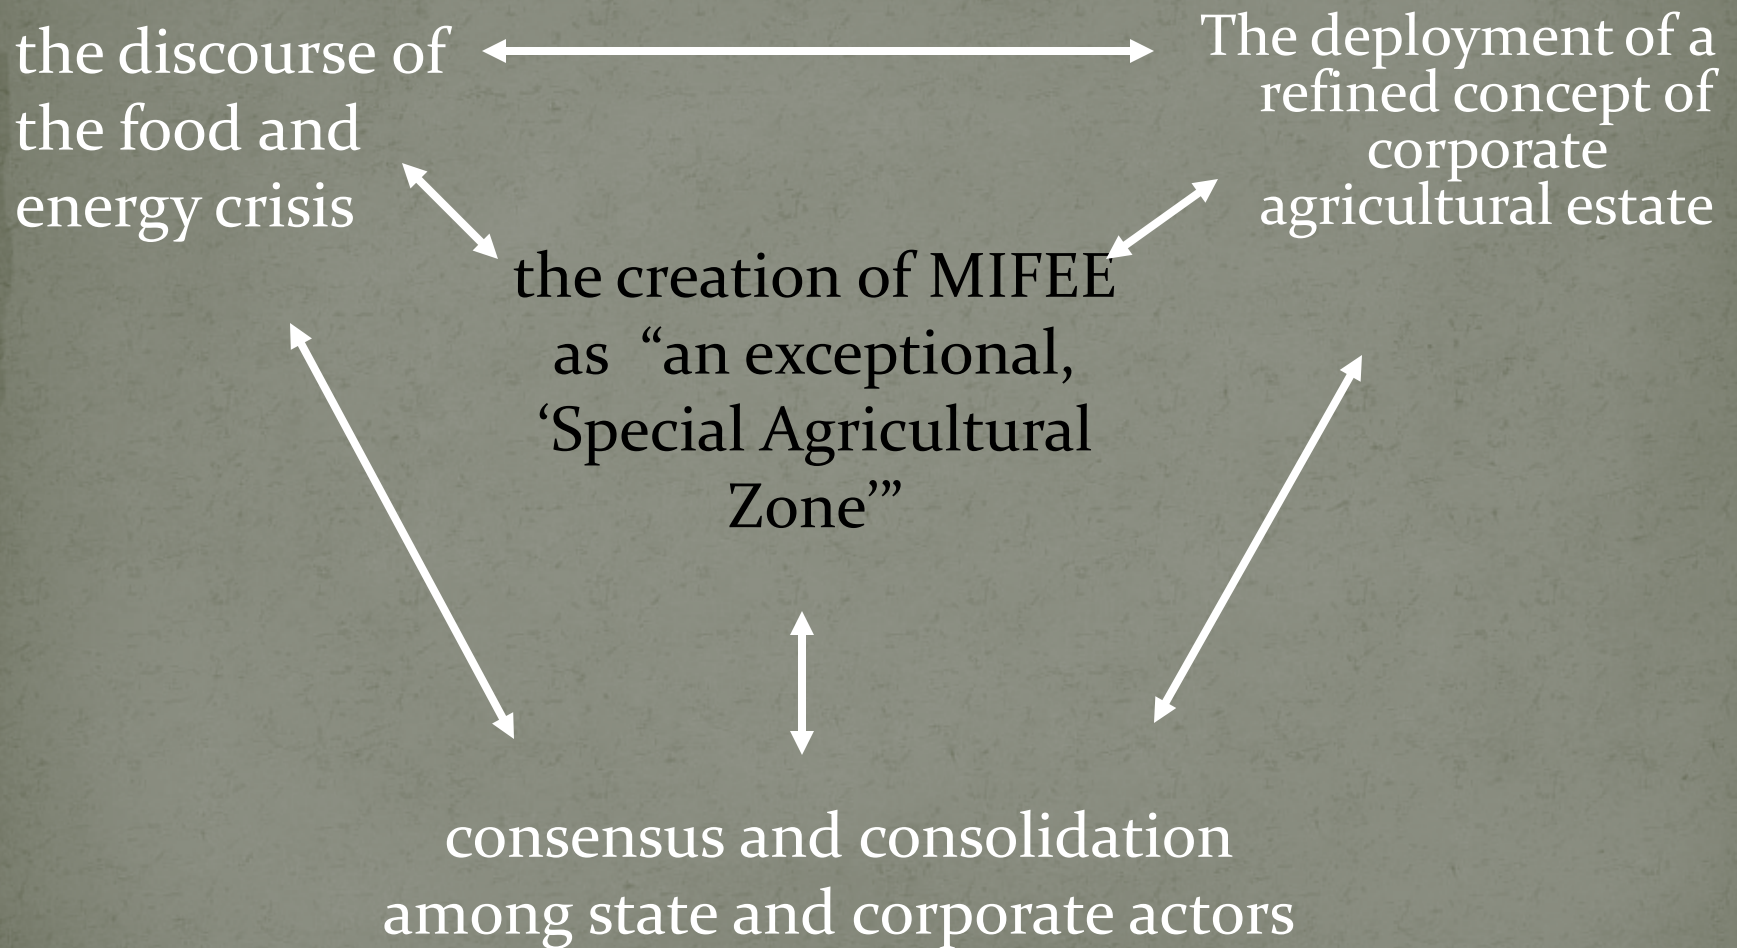 the discourse of
the food and
energy crisis
The deployment of a
refined concept of
corporate
agricultural estate
the creation of MIFEE
as “an exceptional,
‘Special Agricultural
Zone’”
consensus and consolidation
among state and corporate actors